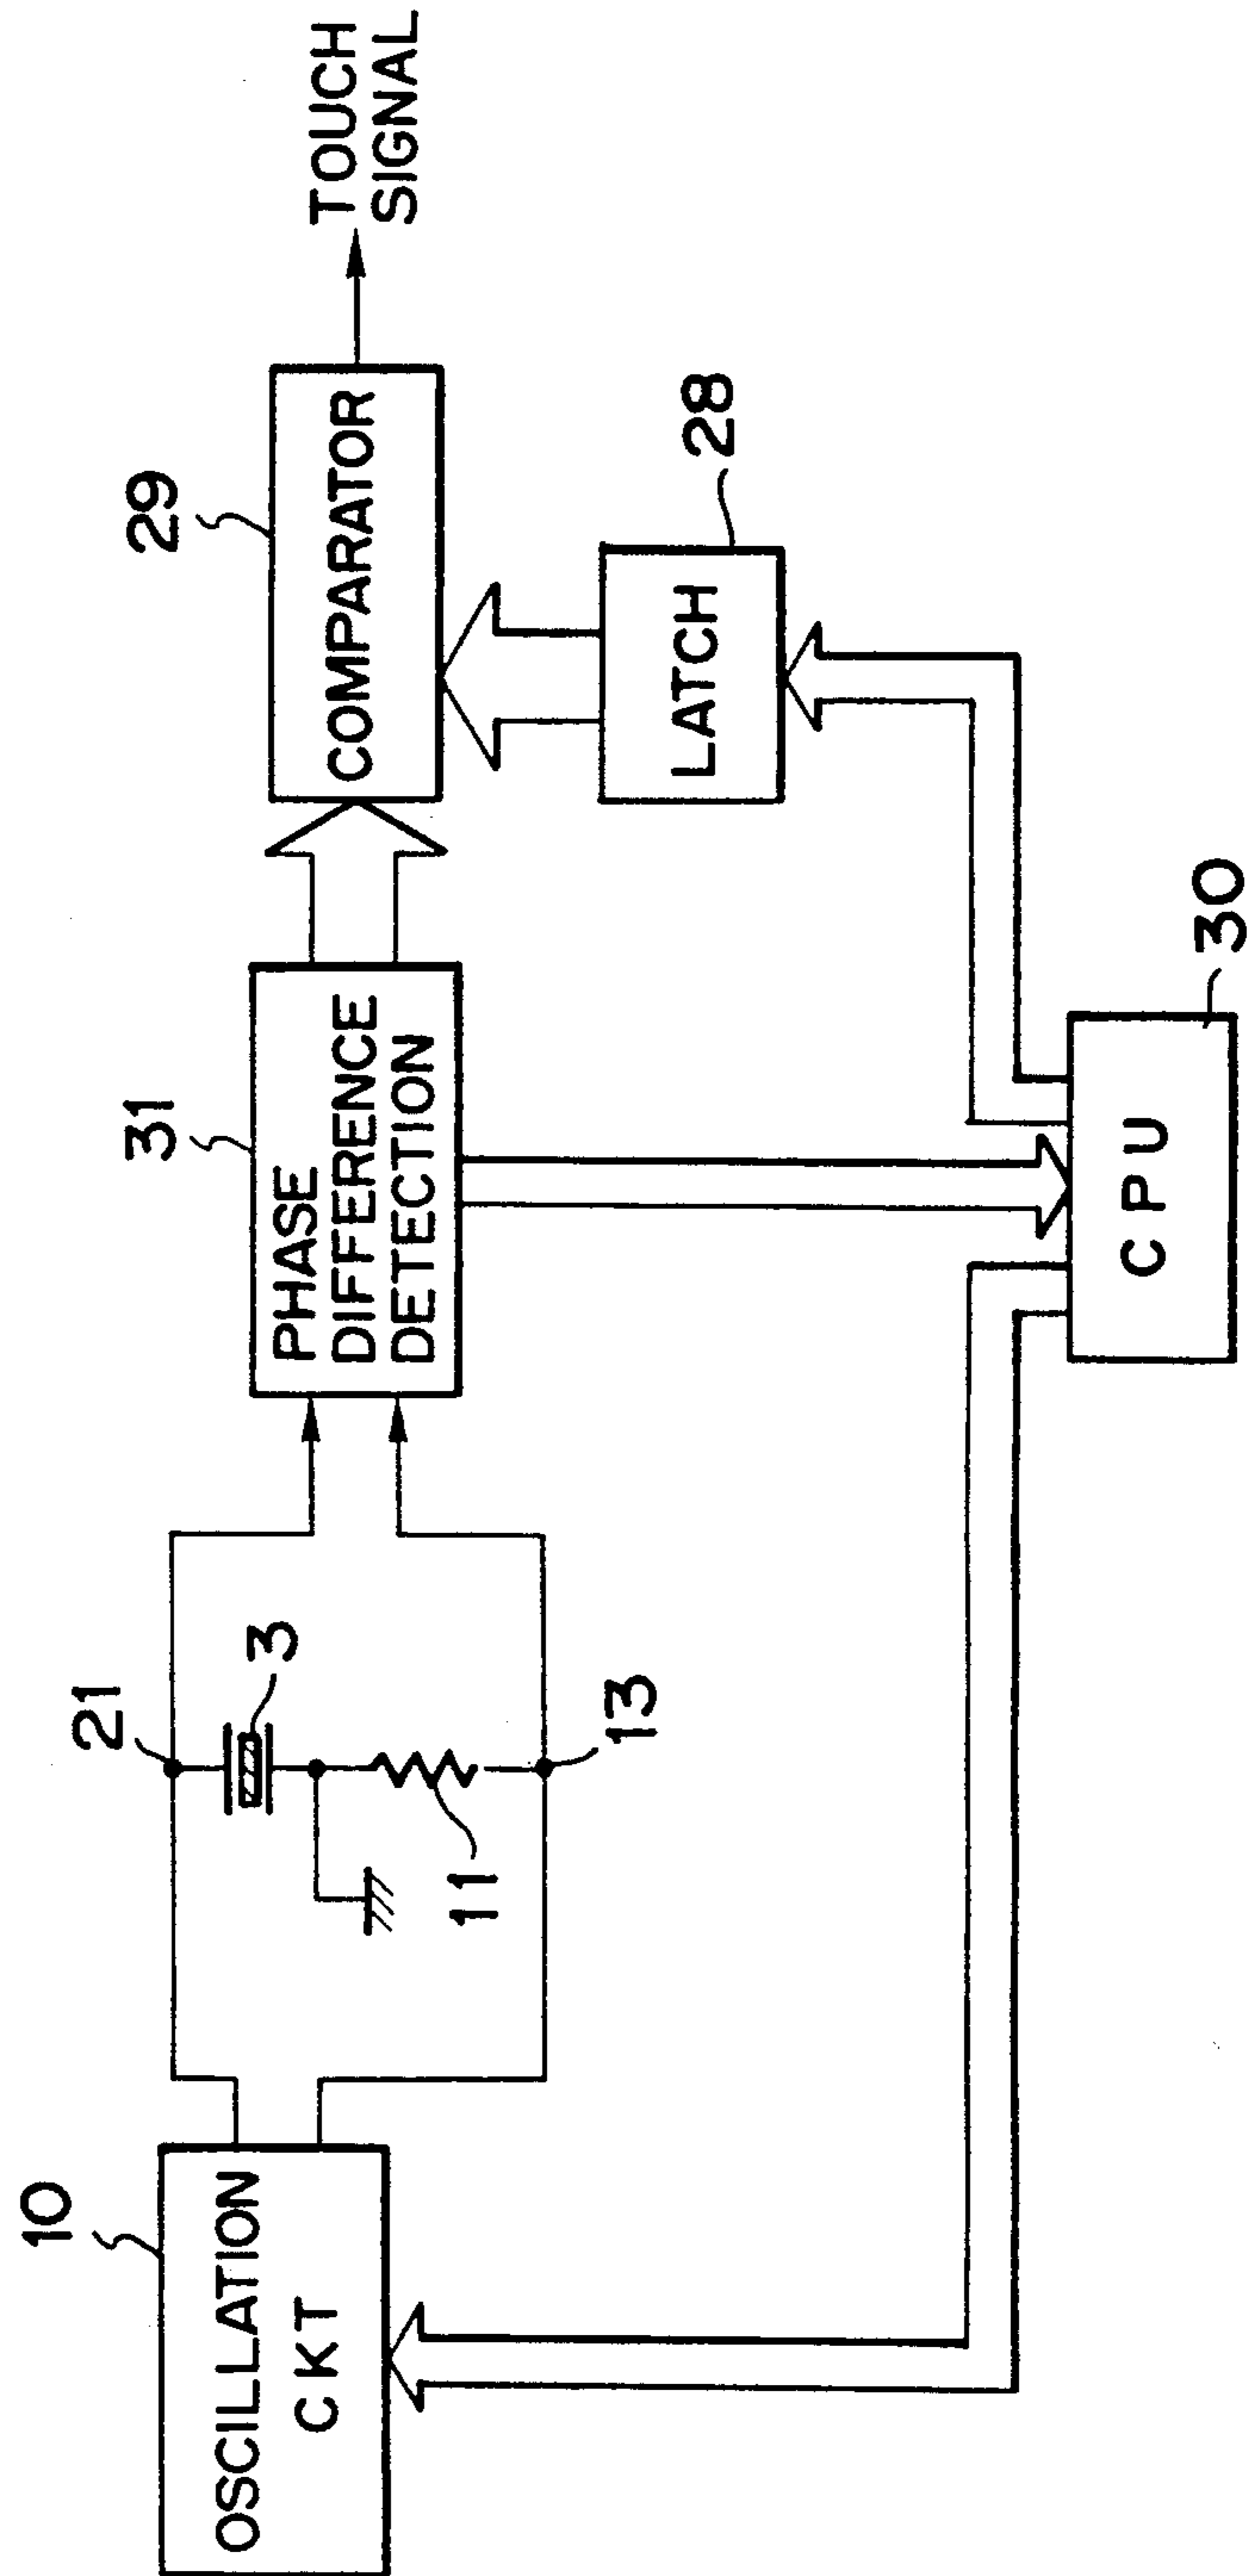 10
OSCILLATION
CKT
21
3
11
13
31
PHASE
DIFFERENCE
DETECTION
29
COMPARATOR
TOUCH
SIGNAL
28
LATCH
CPU
30